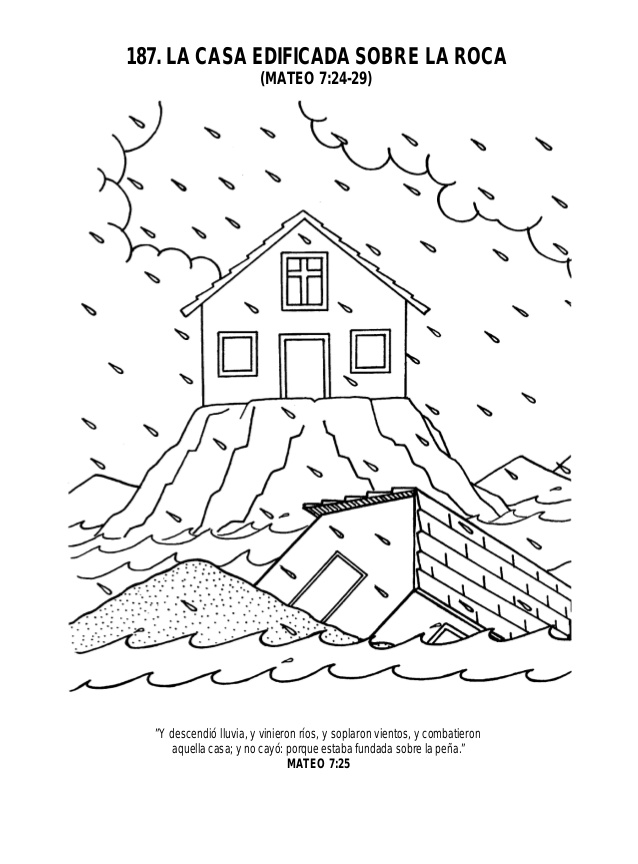 187. LA CASA EDIFICADA SOBRE LA ROCA
(MATEO 7:24-29)
"Y descendió lluvia, y vinieron ríos, y soplaron vientos, y combatieron
aquella casa; y no cayó: porque estaba fundada sobre la peña."
MATEO 7:25